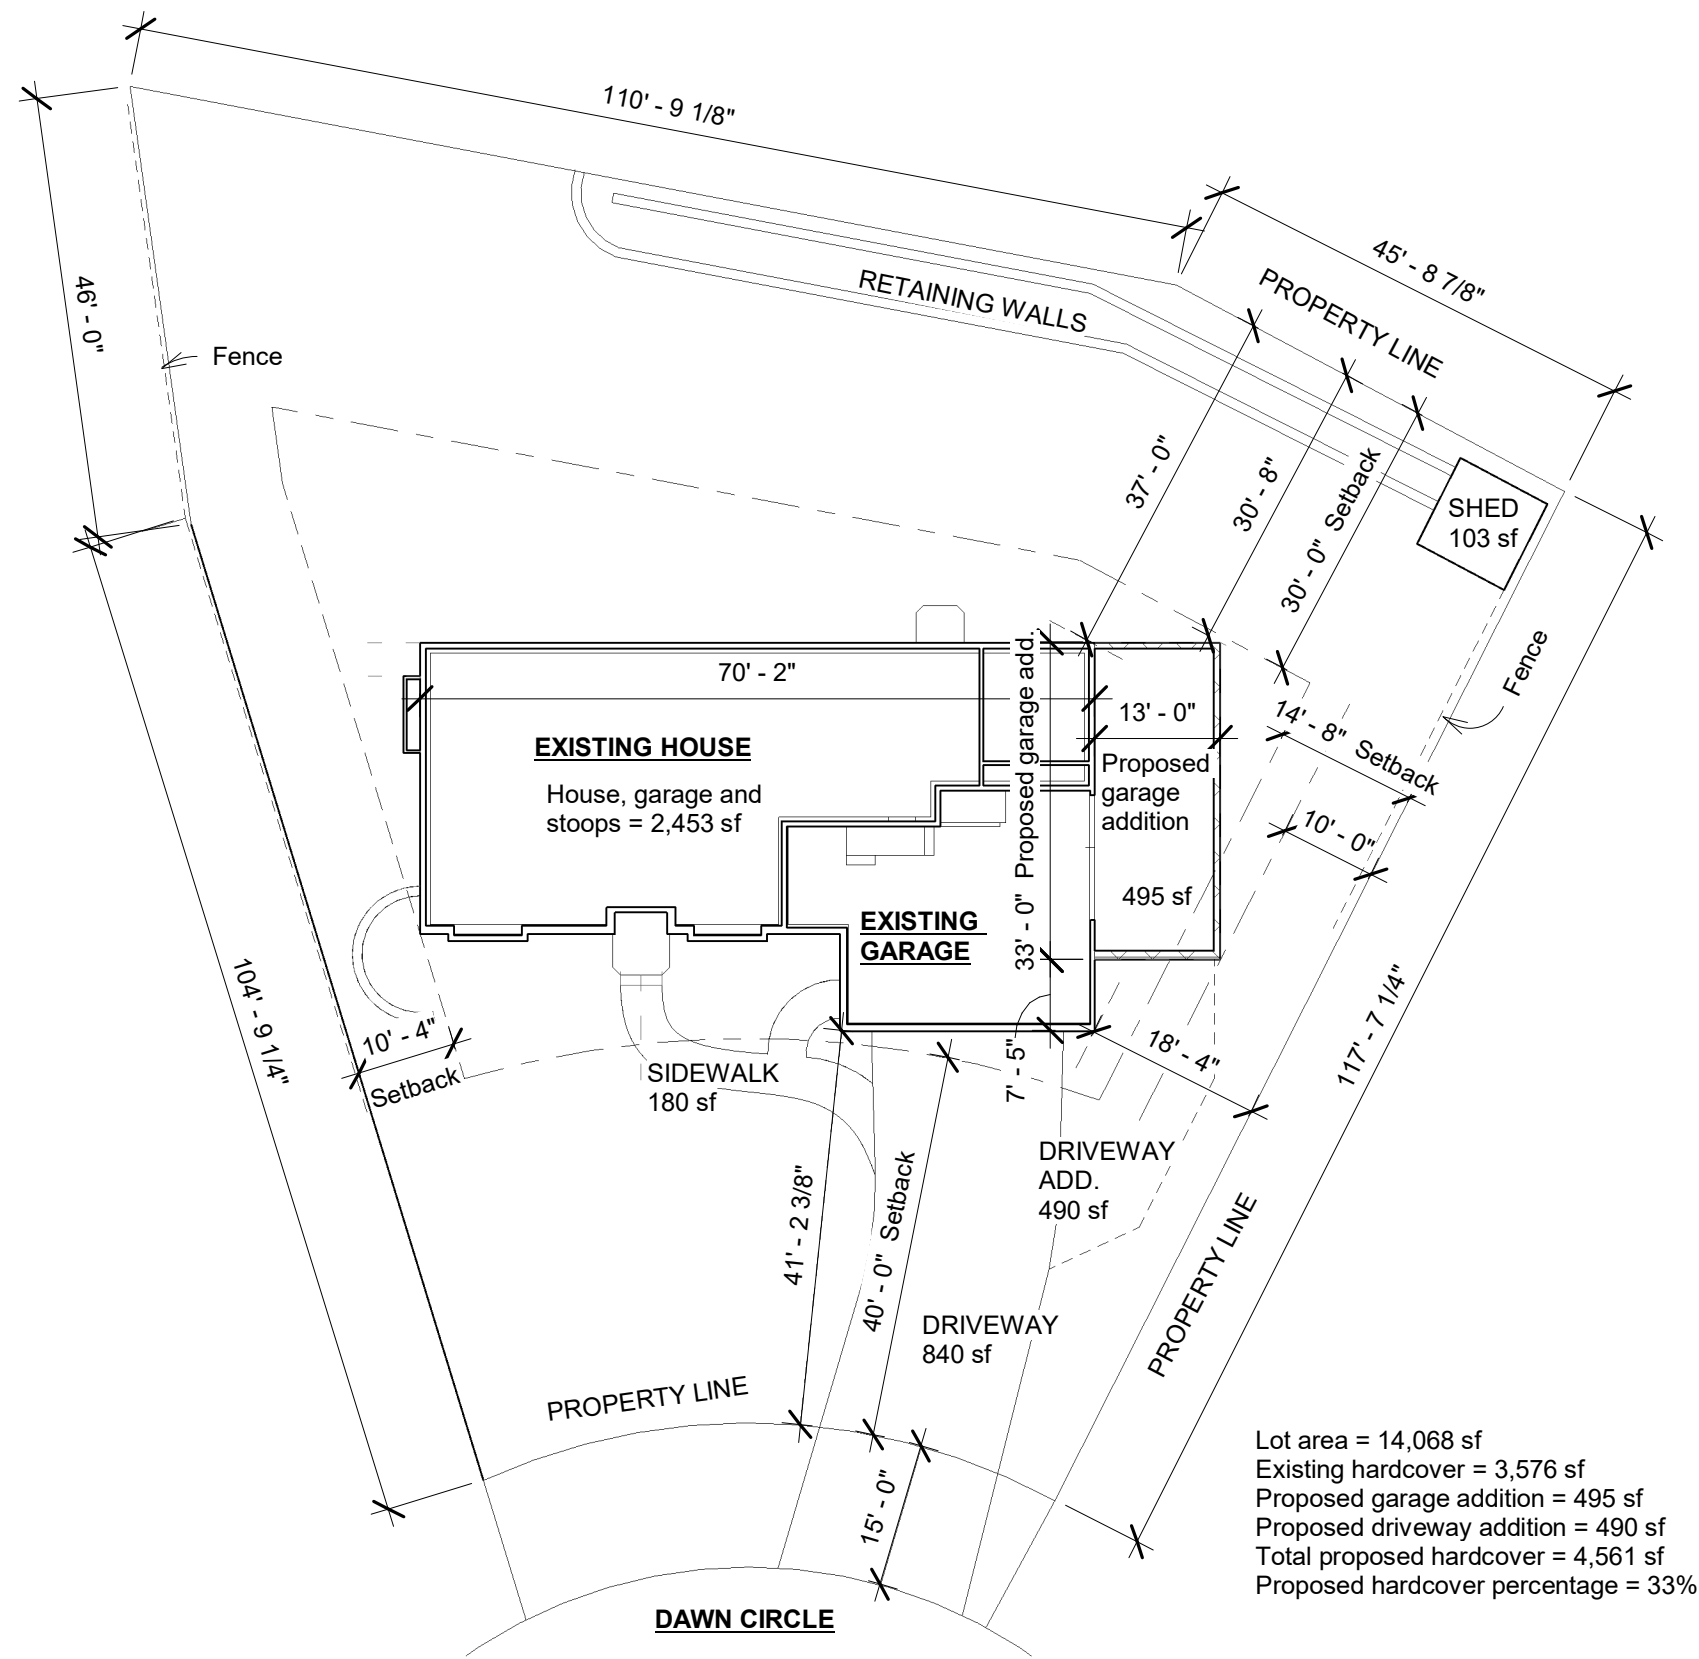 110' - 9 1/8"
45' - 8 7/8"
PROPERTY LINE
46' - 0"
Fence
RETAINING WALLS
37' - 0"
30' - 8"
30' - 0" Setback
SHED
103 sf
Fence
70' - 2"
13' - 0"
14' - 8" Setback
EXISTING HOUSE
House, garage and
stoops = 2,453 sf
33' - 0" Proposed garage add.
Proposed
garage
addition
495 sf
10' - 0"
EXISTING
GARAGE
104' - 9 1/4"
10' - 4"
Setback
SIDEWALK
180 sf
7' - 5"
18' - 4"
117' - 7 1/4"
41' - 2 3/8"
40' - 0" Setback
DRIVEWAY
ADD.
490 sf
DRIVEWAY
840 sf
PROPERTY LINE
PROPERTY LINE
15' - 0"
DAWN CIRCLE
Lot area = 14,068 sf
Existing hardcover = 3,576 sf
Proposed garage addition = 495 sf
Proposed driveway addition = 490 sf
Total proposed hardcover = 4,561 sf
Proposed hardcover percentage = 33%